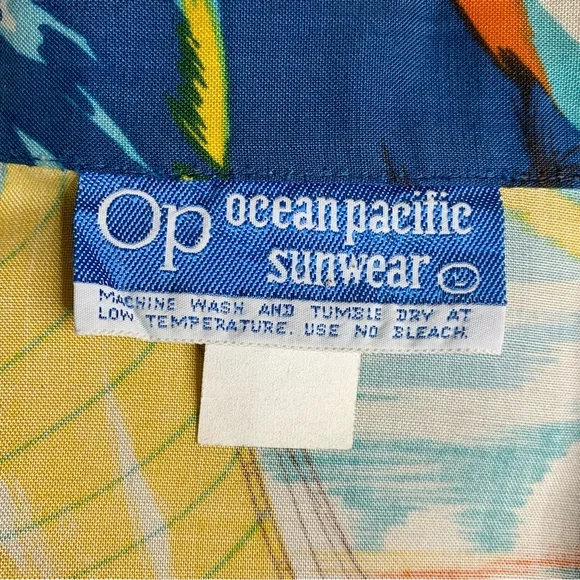 Op ocean pacific
sunwear ®
MACHINE WASH AND TUMBLE DRY AT
LOW TEMPERATURE. USE NO BLEACH.